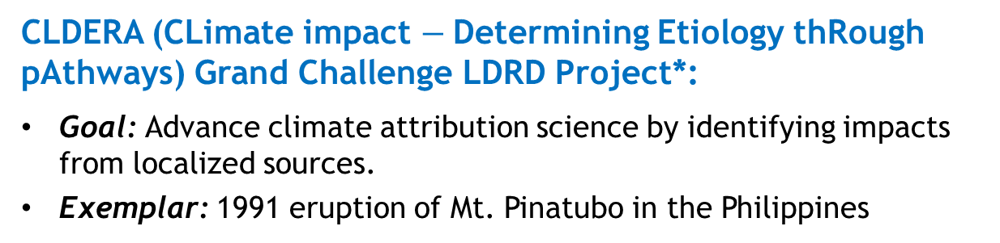 CLDERA (CLimate impact — Determining Etiology thRough
pAthways) Grand Challenge LDRD Project*:
• Goal: Advance climate attribution science by identifying impacts
from localized sources.
• Exemplar: 1991 eruption of Mt. Pinatubo in the Philippines